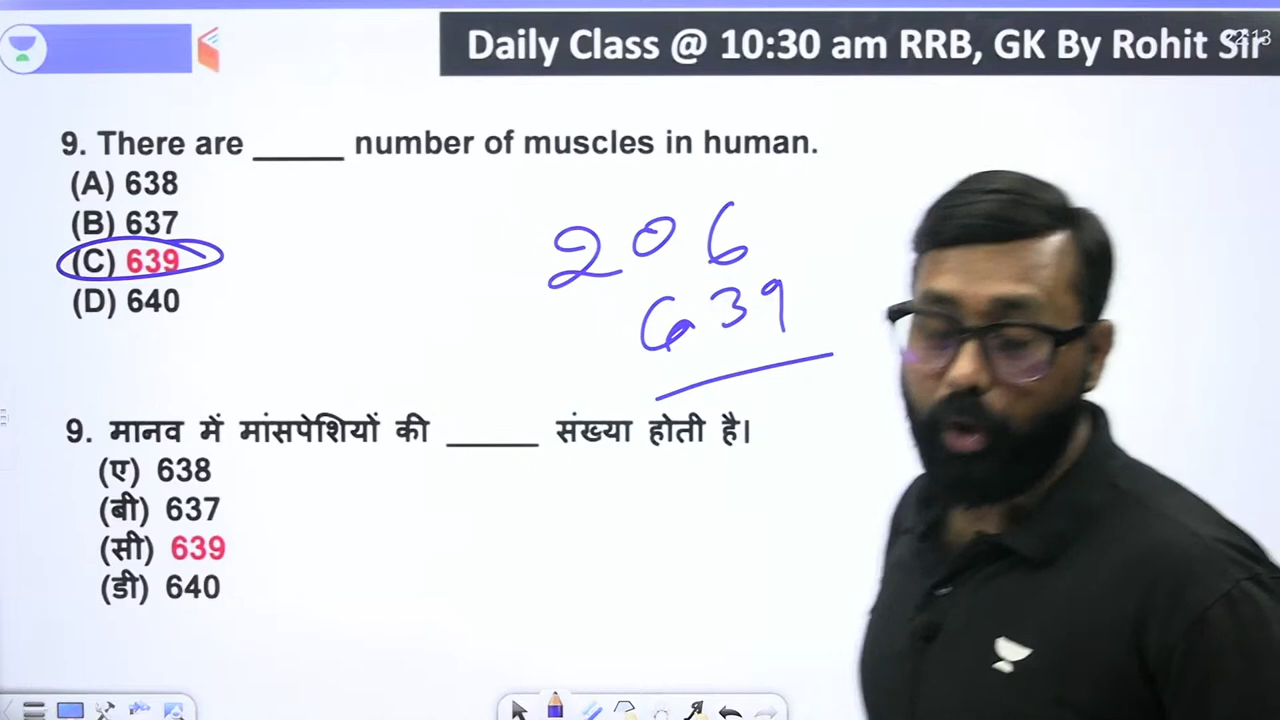 Daily Class @ 10:30 am RRB, GK By Rohit Sir
9. There are _____ number of muscles in human.
(A) 638
(B) 637
(C) 639
(D) 640
206
639
9. मानव में मांसपेशियों की _____ संख्या होती है।
(ए) 638
(बी) 637
(सी) 639
(डी) 640